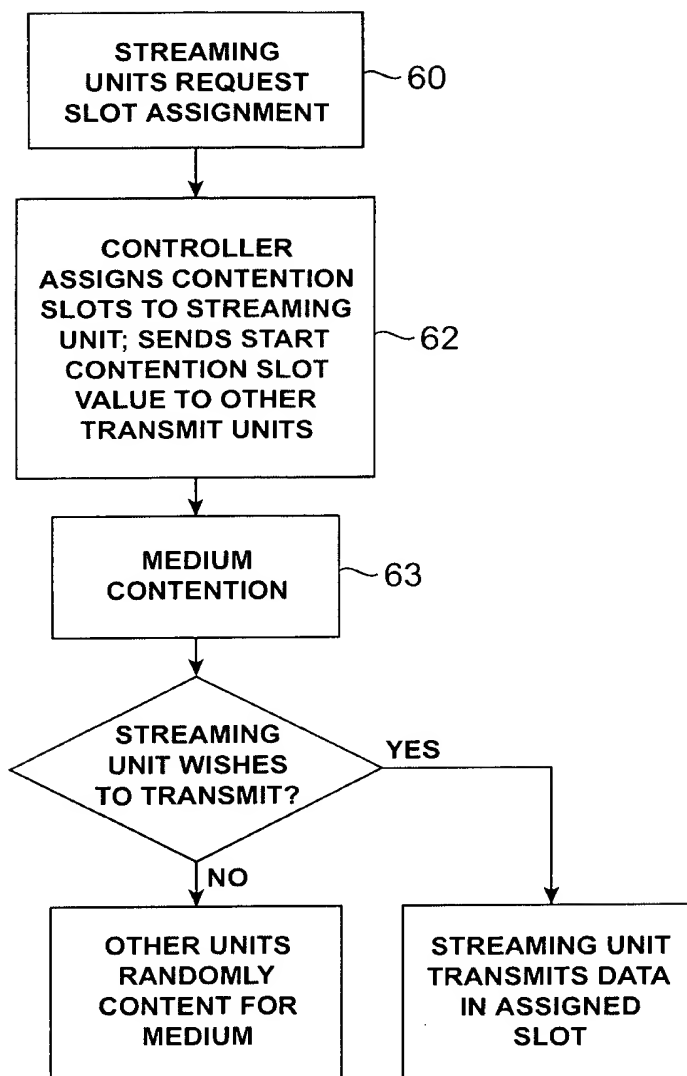 STREAMING
UNITS REQUEST
SLOT ASSIGNMENT
60
CONTROLLER
ASSIGNS CONTENTION
SLOTS TO STREAMING
UNIT; SENDS START
CONTENTION SLOT
VALUE TO OTHER
TRANSMIT UNITS
62
MEDIUM
CONTENTION
63
STREAMING
UNIT WISHES
TO TRANSMIT?
YES
NO
OTHER UNITS
RANDOMLY
CONTENT FOR
MEDIUM
STREAMING UNIT
TRANSMITS DATA
IN ASSIGNED
SLOT